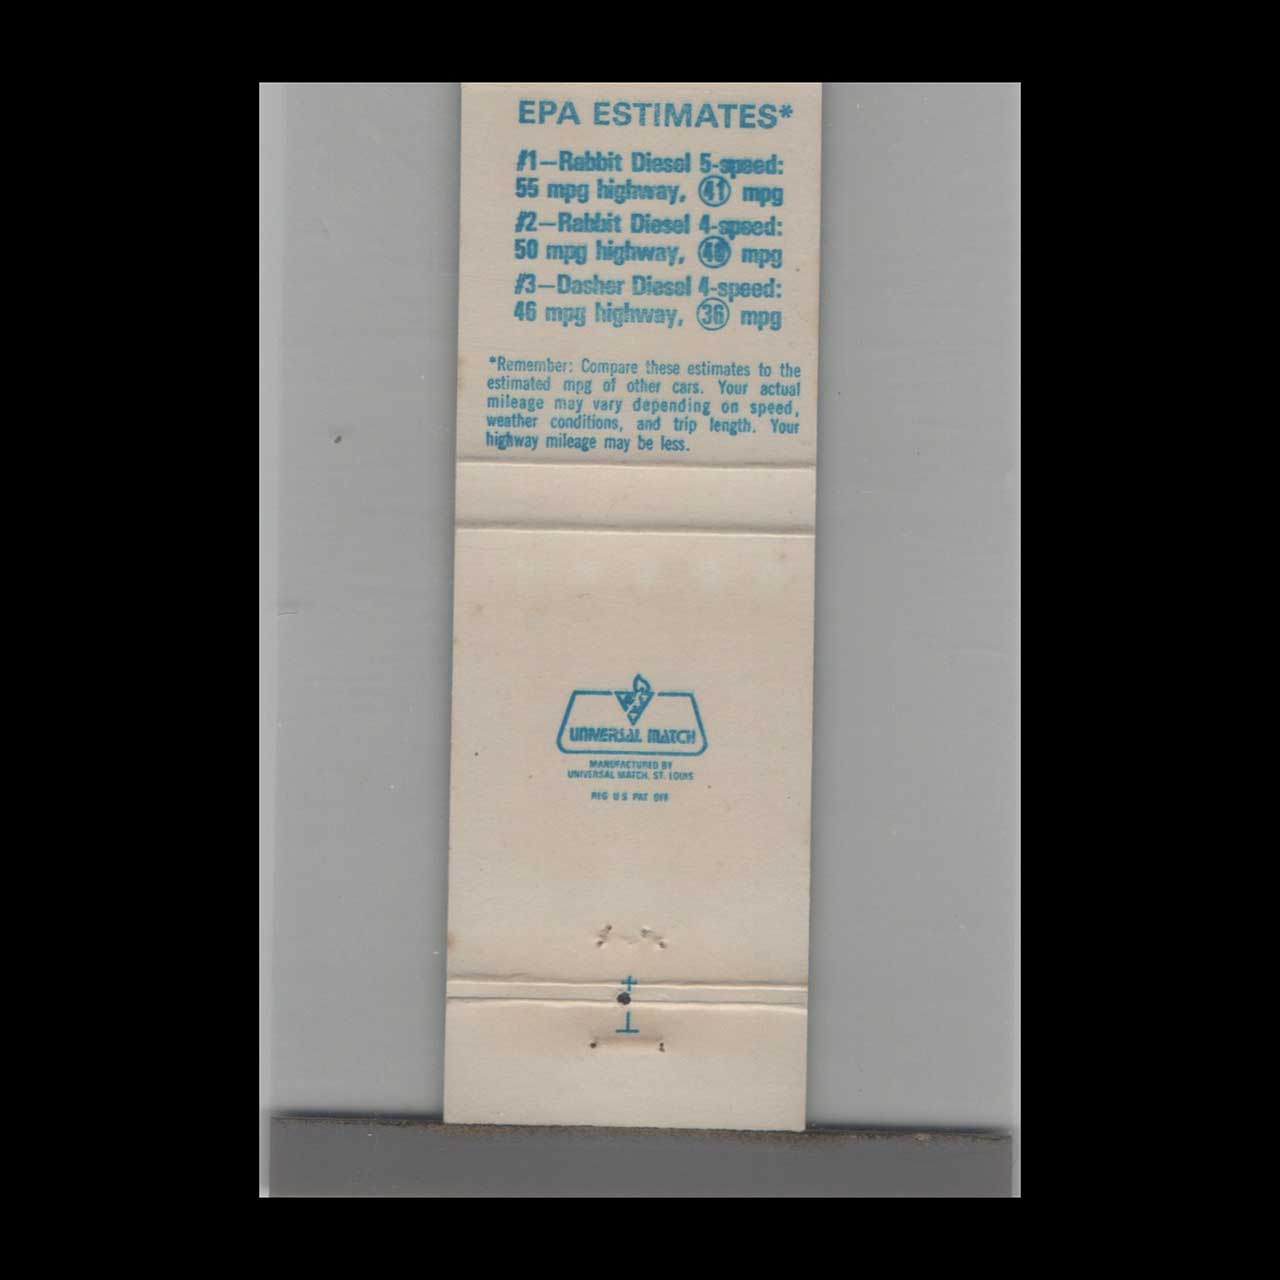 EPA ESTIMATES*
#1—Rabbit Diesel 5-speed:
55 mpg highway, 41 mpg
#2—Rabbit Diesel 4-speed:
50 mpg highway, 40 mpg
#3—Dasher Diesel 4-speed:
46 mpg highway, 36 mpg
*Remember: Compare these estimates to the
estimated mpg of other cars. Your actual
mileage may vary depending on speed,
weather conditions, and trip length. Your
highway mileage may be less.
UNIVERSAL MATCH
MANUFACTURED BY
UNIVERSAL MATCH, ST. LOUIS
REG U S PAT OFF